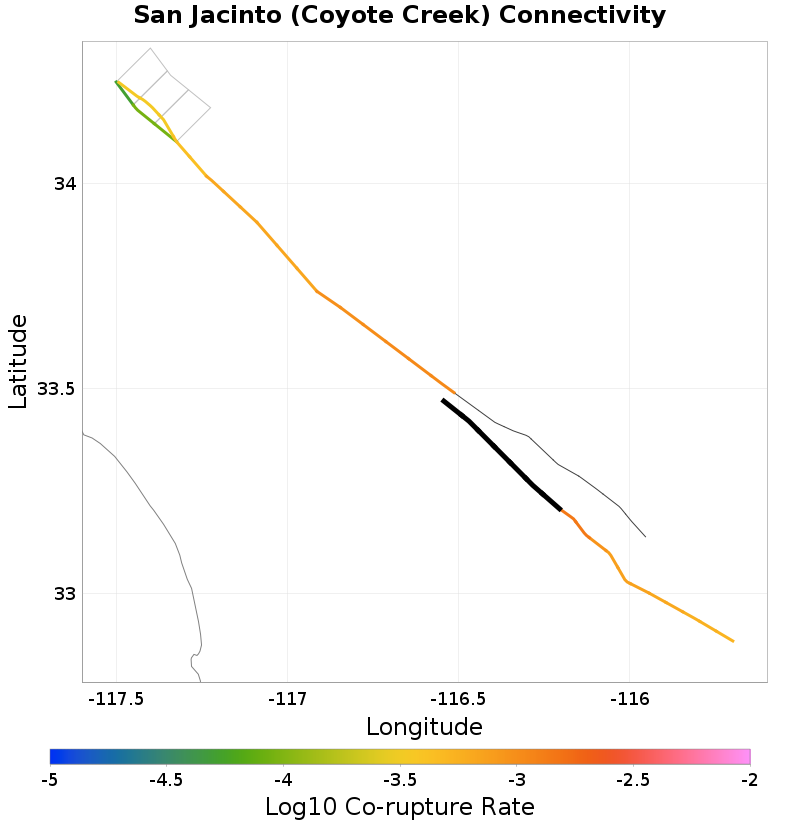 San Jacinto (Coyote Creek) Connectivity
Latitude
34
33.5
33
-117.5 -117 -116.5 -116
Longitude
-5 -4.5 -4 -3.5 -3 -2.5 -2
Log10 Co-rupture Rate